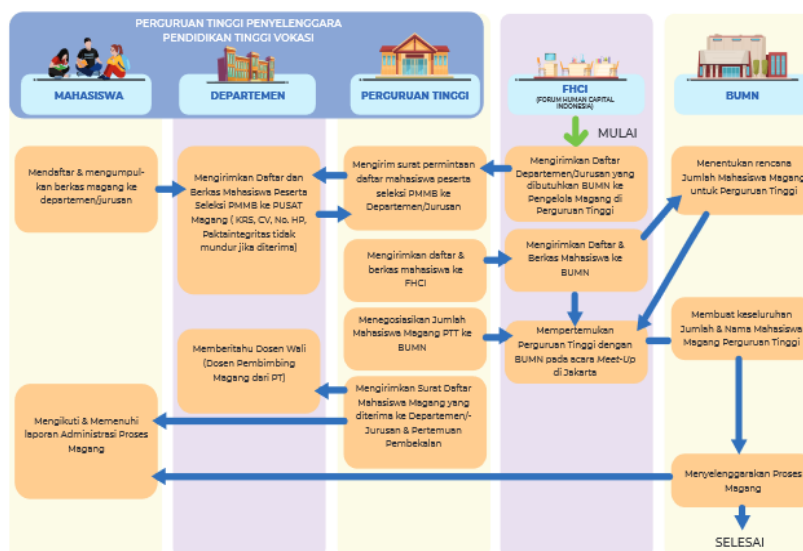 PERGURUAN TINGGI PENYELENGGARA
PENDIDIKAN TINGGI VOKASI
MAHASISWA
DEPARTEMEN
PERGURUAN TINGGI
FHCI
(FORUM HUMAN CAPITAL
INDONESIA)
BUMN
MULAI
Mendaftar & mengumpul-
kan berkas magang ke
departemen/jurusan
Mengirimkan Daftar dan
Berkas Mahasiswa Peserta
Seleksi PMMB ke PUSAT
Magang ( KRS, CV, No. HP,
Paktaintegritas tidak
mundur jika diterima)
Mengirim surat permintaan
daftar mahasiswa peserta
seleksi PMMB ke
Departemen/Jurusan
Mengirimkan Daftar
Departemen/Jurusan yang
dibutuhkan BUMN ke
Pengelola Magang di
Perguruan Tinggi
Menentukan rencana
Jumlah Mahasiswa Magang
untuk Perguruan Tinggi
Mengirimkan daftar &
berkas mahasiswa ke
FHCI
Mengirimkan Daftar &
Berkas Mahasiswa ke
BUMN
Memberitahu Dosen Wali
(Dosen Pembimbing
Magang dari PT)
Menegosiasikan Jumlah
Mahasiswa Magang PTT ke
BUMN
Mempertemukan
Perguruan Tinggi dengan
BUMN pada acara Meet-Up
di Jakarta
Membuat keseluruhan
Jumlah & Nama Mahasiswa
Magang Perguruan Tinggi
Mengikuti & Memenuhi
laporan Administrasi Proses
Magang
Mengirimkan Surat Daftar
Mahasiswa Magang yang
diterima ke Departemen/-
Jurusan & Pertemuan
Pembekalan
Menyelenggarakan Proses
Magang
SELESAI